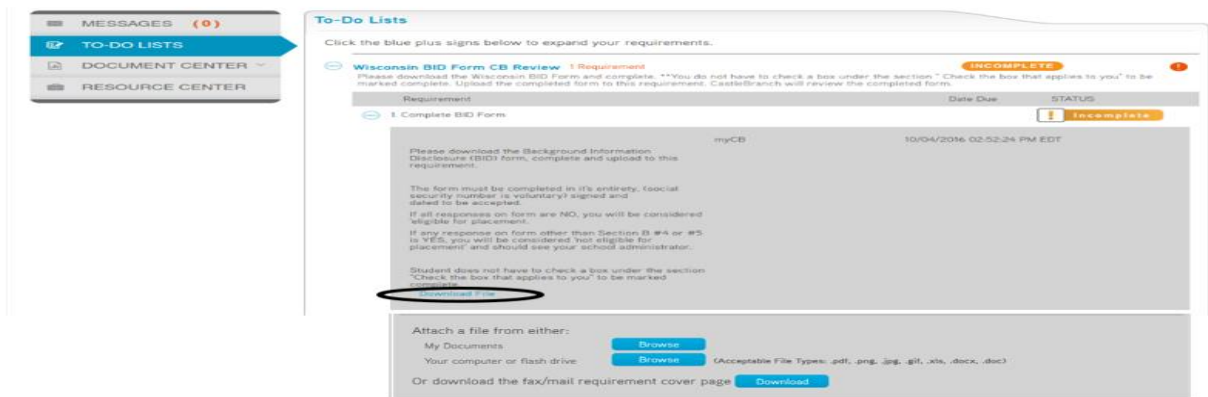 MESSAGES (0)
TO-DO LISTS
DOCUMENT CENTER
RESOURCE CENTER
To-Do Lists
Click the blue plus signs below to expand your requirements.
Wisconsin BID Form CB Review 1 Requirement INCOMPLETE
Please download the Wisconsin BID Form and complete. **You do not have to check a box under the section " Check the box that applies to you" to be
marked complete. Upload the completed form to this requirement. CastleBranch will review the completed form.
Requirement Date Due STATUS
1. Complete BID Form ! Incomplete
myCB 10/04/2016 02:52:24 PM EDT
Please download the Background Information
Disclosure (BID) form, complete and upload to this
requirement.
The form must be completed in it's entirety, (social
security number is voluntary) signed and
dated to be accepted.
If all responses on form are NO, you will be considered
'eligible for placement.
If any response on form other than Section B #4 or #5
is YES, you will be considered 'not eligible for
placement' and should see your school administrator.
Student does not have to check a box under the section
"Check the box that applies to you" to be marked
complete.
Download File
Attach a file from either:
My Documents Browse
Your computer or flash drive Browse (Acceptable File Types: .pdf, .png, .jpg, .gif, .xls, .docx, .doc)
Or download the fax/mail requirement cover page Download